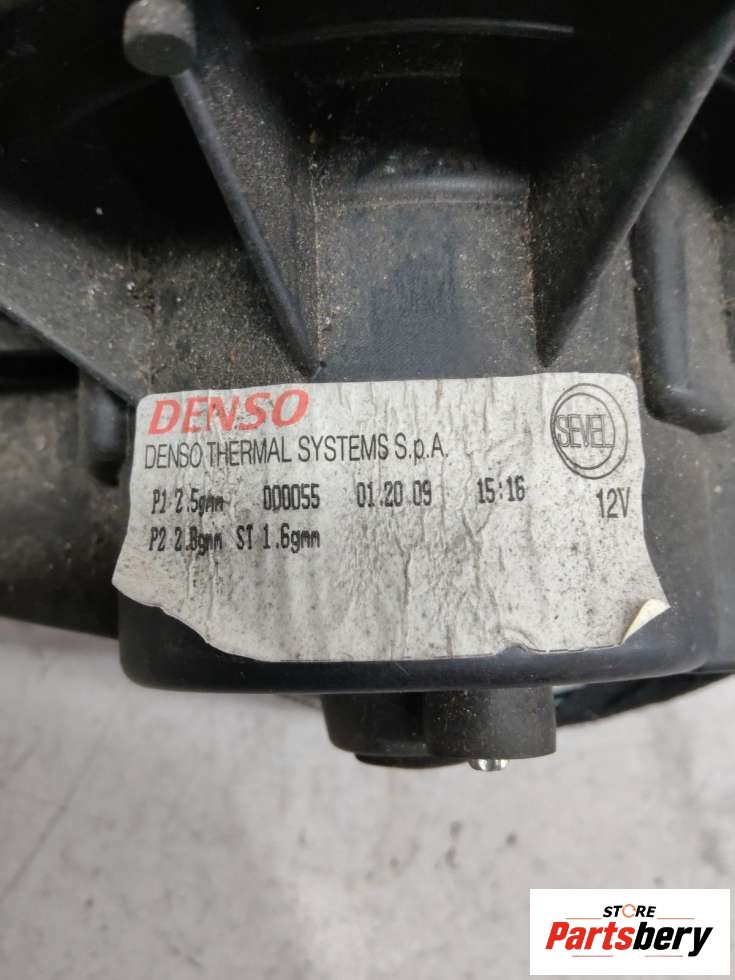 DENSO
DENSO THERMAL SYSTEMS S.p.A.
SEVEL
P1 2.5gmm 000055 01.20 09 15:16
12V
P2 2.8gmm ST 1.6gmm
STORE
Partsbery